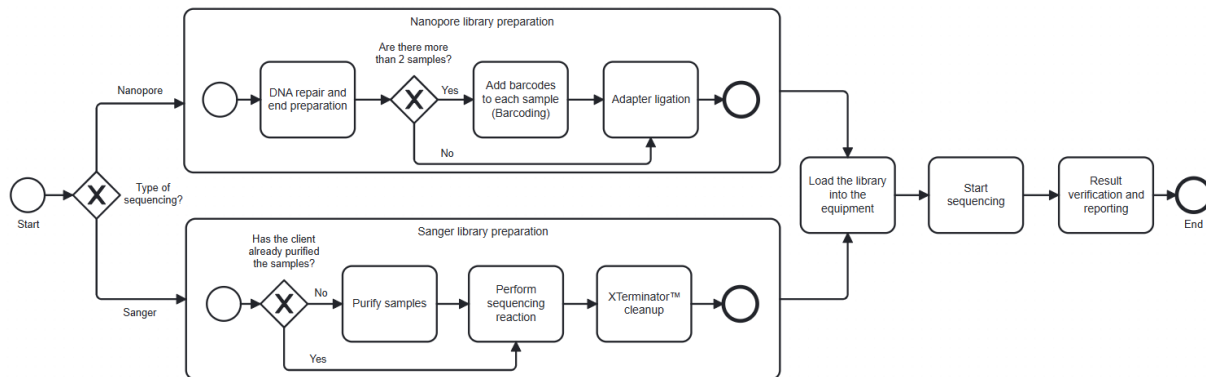 Nanopore library preparation
Are there more
than 2 samples?
Nanopore
DNA repair and
end preparation
Yes
Add barcodes
to each sample
(Barcoding)
Adapter ligation
No
Start
Type of
sequencing?
Load the library
into the
equipment
Start
sequencing
Result
verification and
reporting
End
Sanger library preparation
Has the client
already purified
the samples?
Sanger
No
Purify samples
Perform
sequencing
reaction
XTerminator™
cleanup
Yes